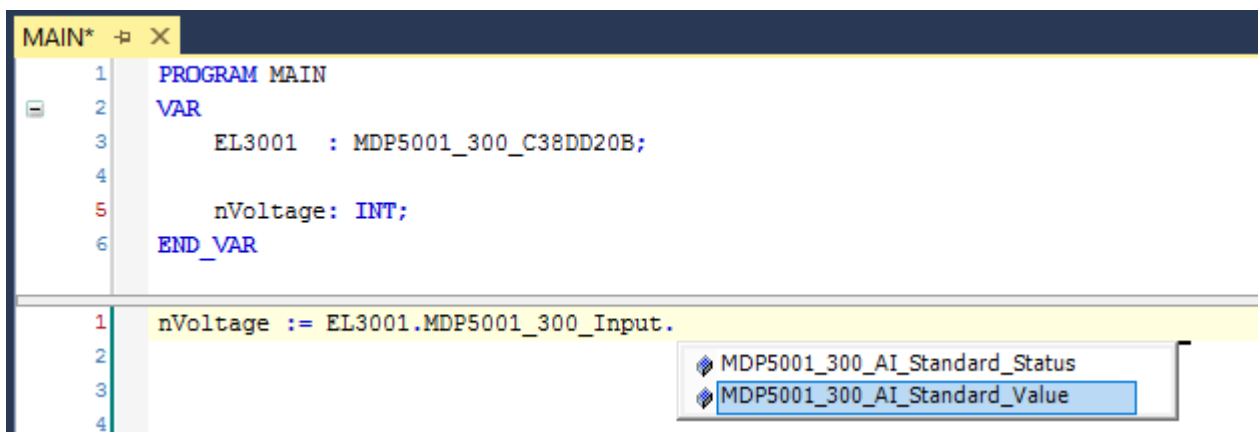 MAIN*
1 PROGRAM MAIN
2 VAR
3 EL3001 : MDP5001_300_C38DD20B;
4
5 nVoltage: INT;
6 END_VAR
1 nVoltage := EL3001.MDP5001_300_Input.
2 MDP5001_300_AI_Standard_Status
3 MDP5001_300_AI_Standard_Value
4